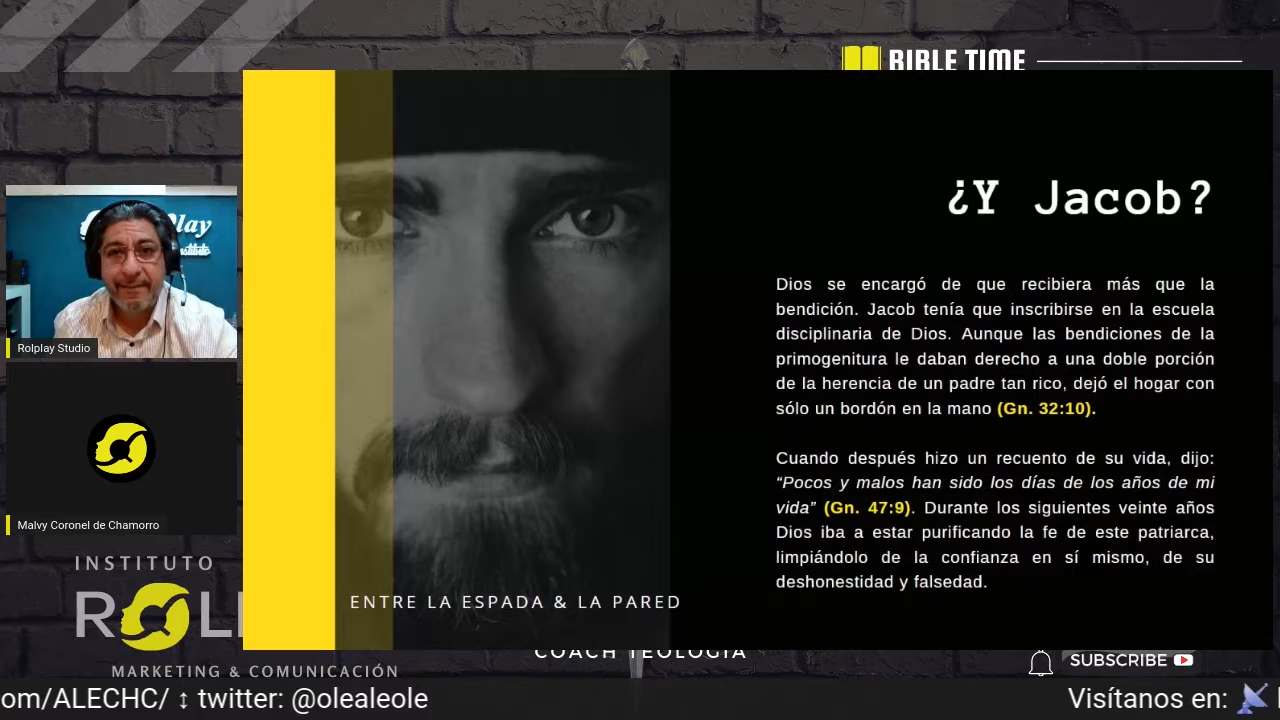 BIBLE TIME
¿Y Jacob?
Dios se encargó de que recibiera más que la
bendición. Jacob tenía que inscribirse en la escuela
disciplinaria de Dios. Aunque las bendiciones de la
primogenitura le daban derecho a una doble porción
de la herencia de un padre tan rico, dejó el hogar con
sólo un bordón en la mano (Gn. 32:10).
Cuando después hizo un recuento de su vida, dijo:
“Pocos y malos han sido los días de los años de mi
vida” (Gn. 47:9). Durante los siguientes veinte años
Dios iba a estar purificando la fe de este patriarca,
limpiándolo de la confianza en sí mismo, de su
deshonestidad y falsedad.
ENTRE LA ESPADA & LA PARED
Rolplay Studio
Malvy Coronel de Chamorro
INSTITUTO
ROL
MARKETING & COMUNICACIÓN
COACH TEOLOGÍA
SUBSCRIBE
om/ALECHC/ ↕ twitter: @olealeole
Visítanos en: